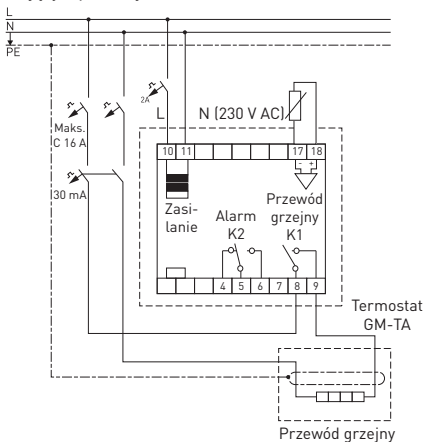 L
N
PE
2A
L N (230 V AC)
Maks.
C 16 A
30 mA
10 11 17 18
- +
Zasi-
lanie
Przewód
grzejny
K1
Alarm
K2
4 5 6 7 8 9
Termostat
GM-TA
Przewód grzejny